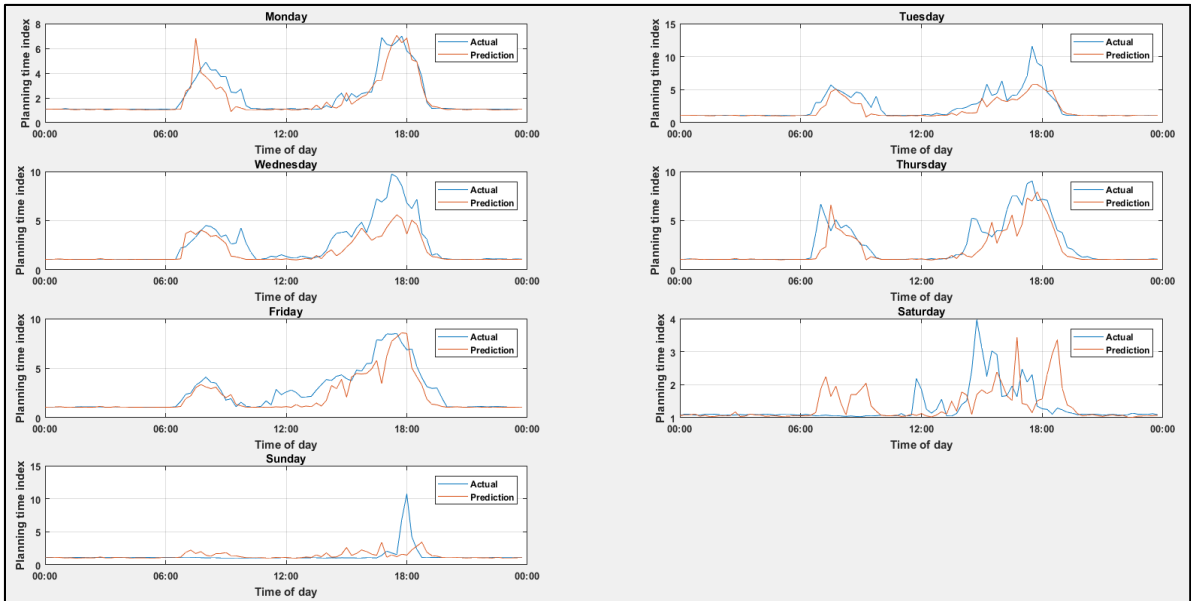 Monday
Planning time index
8
6
4
2
00:00 06:00 12:00 18:00 00:00
Time of day
Actual
Prediction
Tuesday
Planning time index
15
10
5
0
00:00 06:00 12:00 18:00 00:00
Time of day
Actual
Prediction
Wednesday
Planning time index
10
5
0
00:00 06:00 12:00 18:00 00:00
Time of day
Actual
Prediction
Thursday
Planning time index
10
5
0
00:00 06:00 12:00 18:00 00:00
Time of day
Actual
Prediction
Friday
Planning time index
10
5
0
00:00 06:00 12:00 18:00 00:00
Time of day
Actual
Prediction
Saturday
Planning time index
4
3
2
1
00:00 06:00 12:00 18:00 00:00
Time of day
Actual
Prediction
Sunday
Planning time index
15
10
5
0
00:00 06:00 12:00 18:00 00:00
Time of day
Actual
Prediction